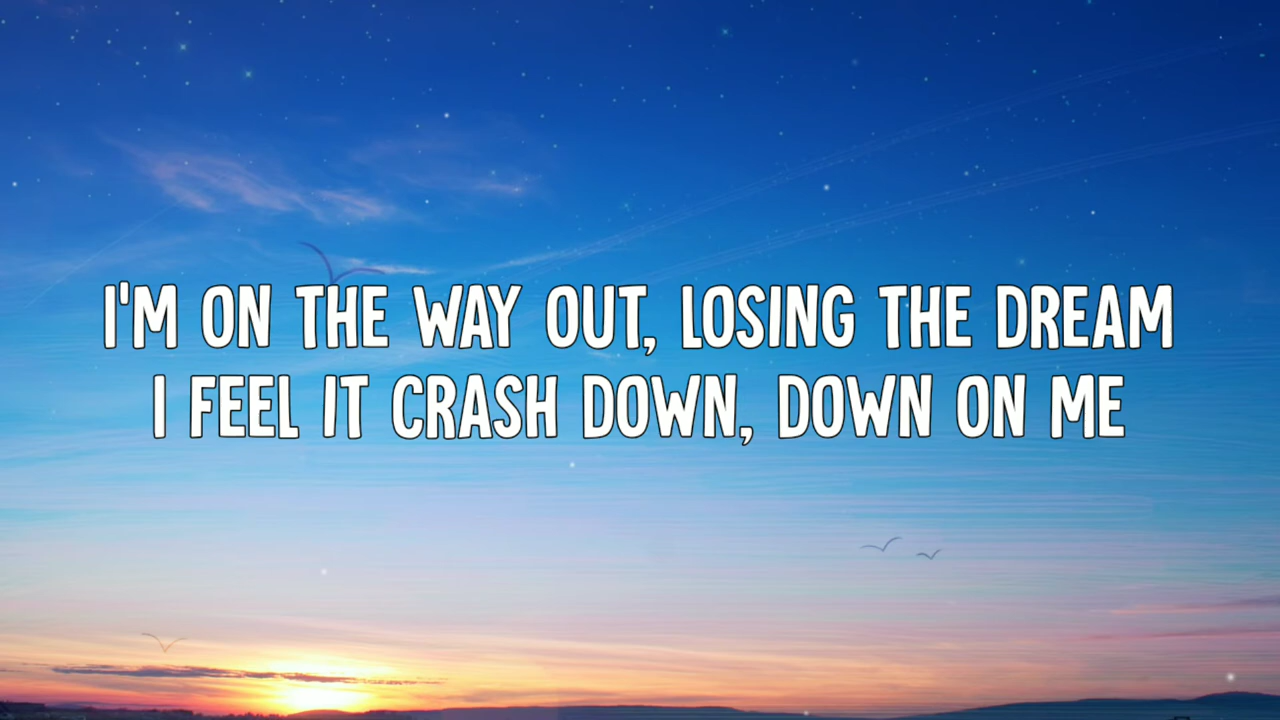 I'M ON THE WAY OUT, LOSING THE DREAM
I FEEL IT CRASH DOWN, DOWN ON ME